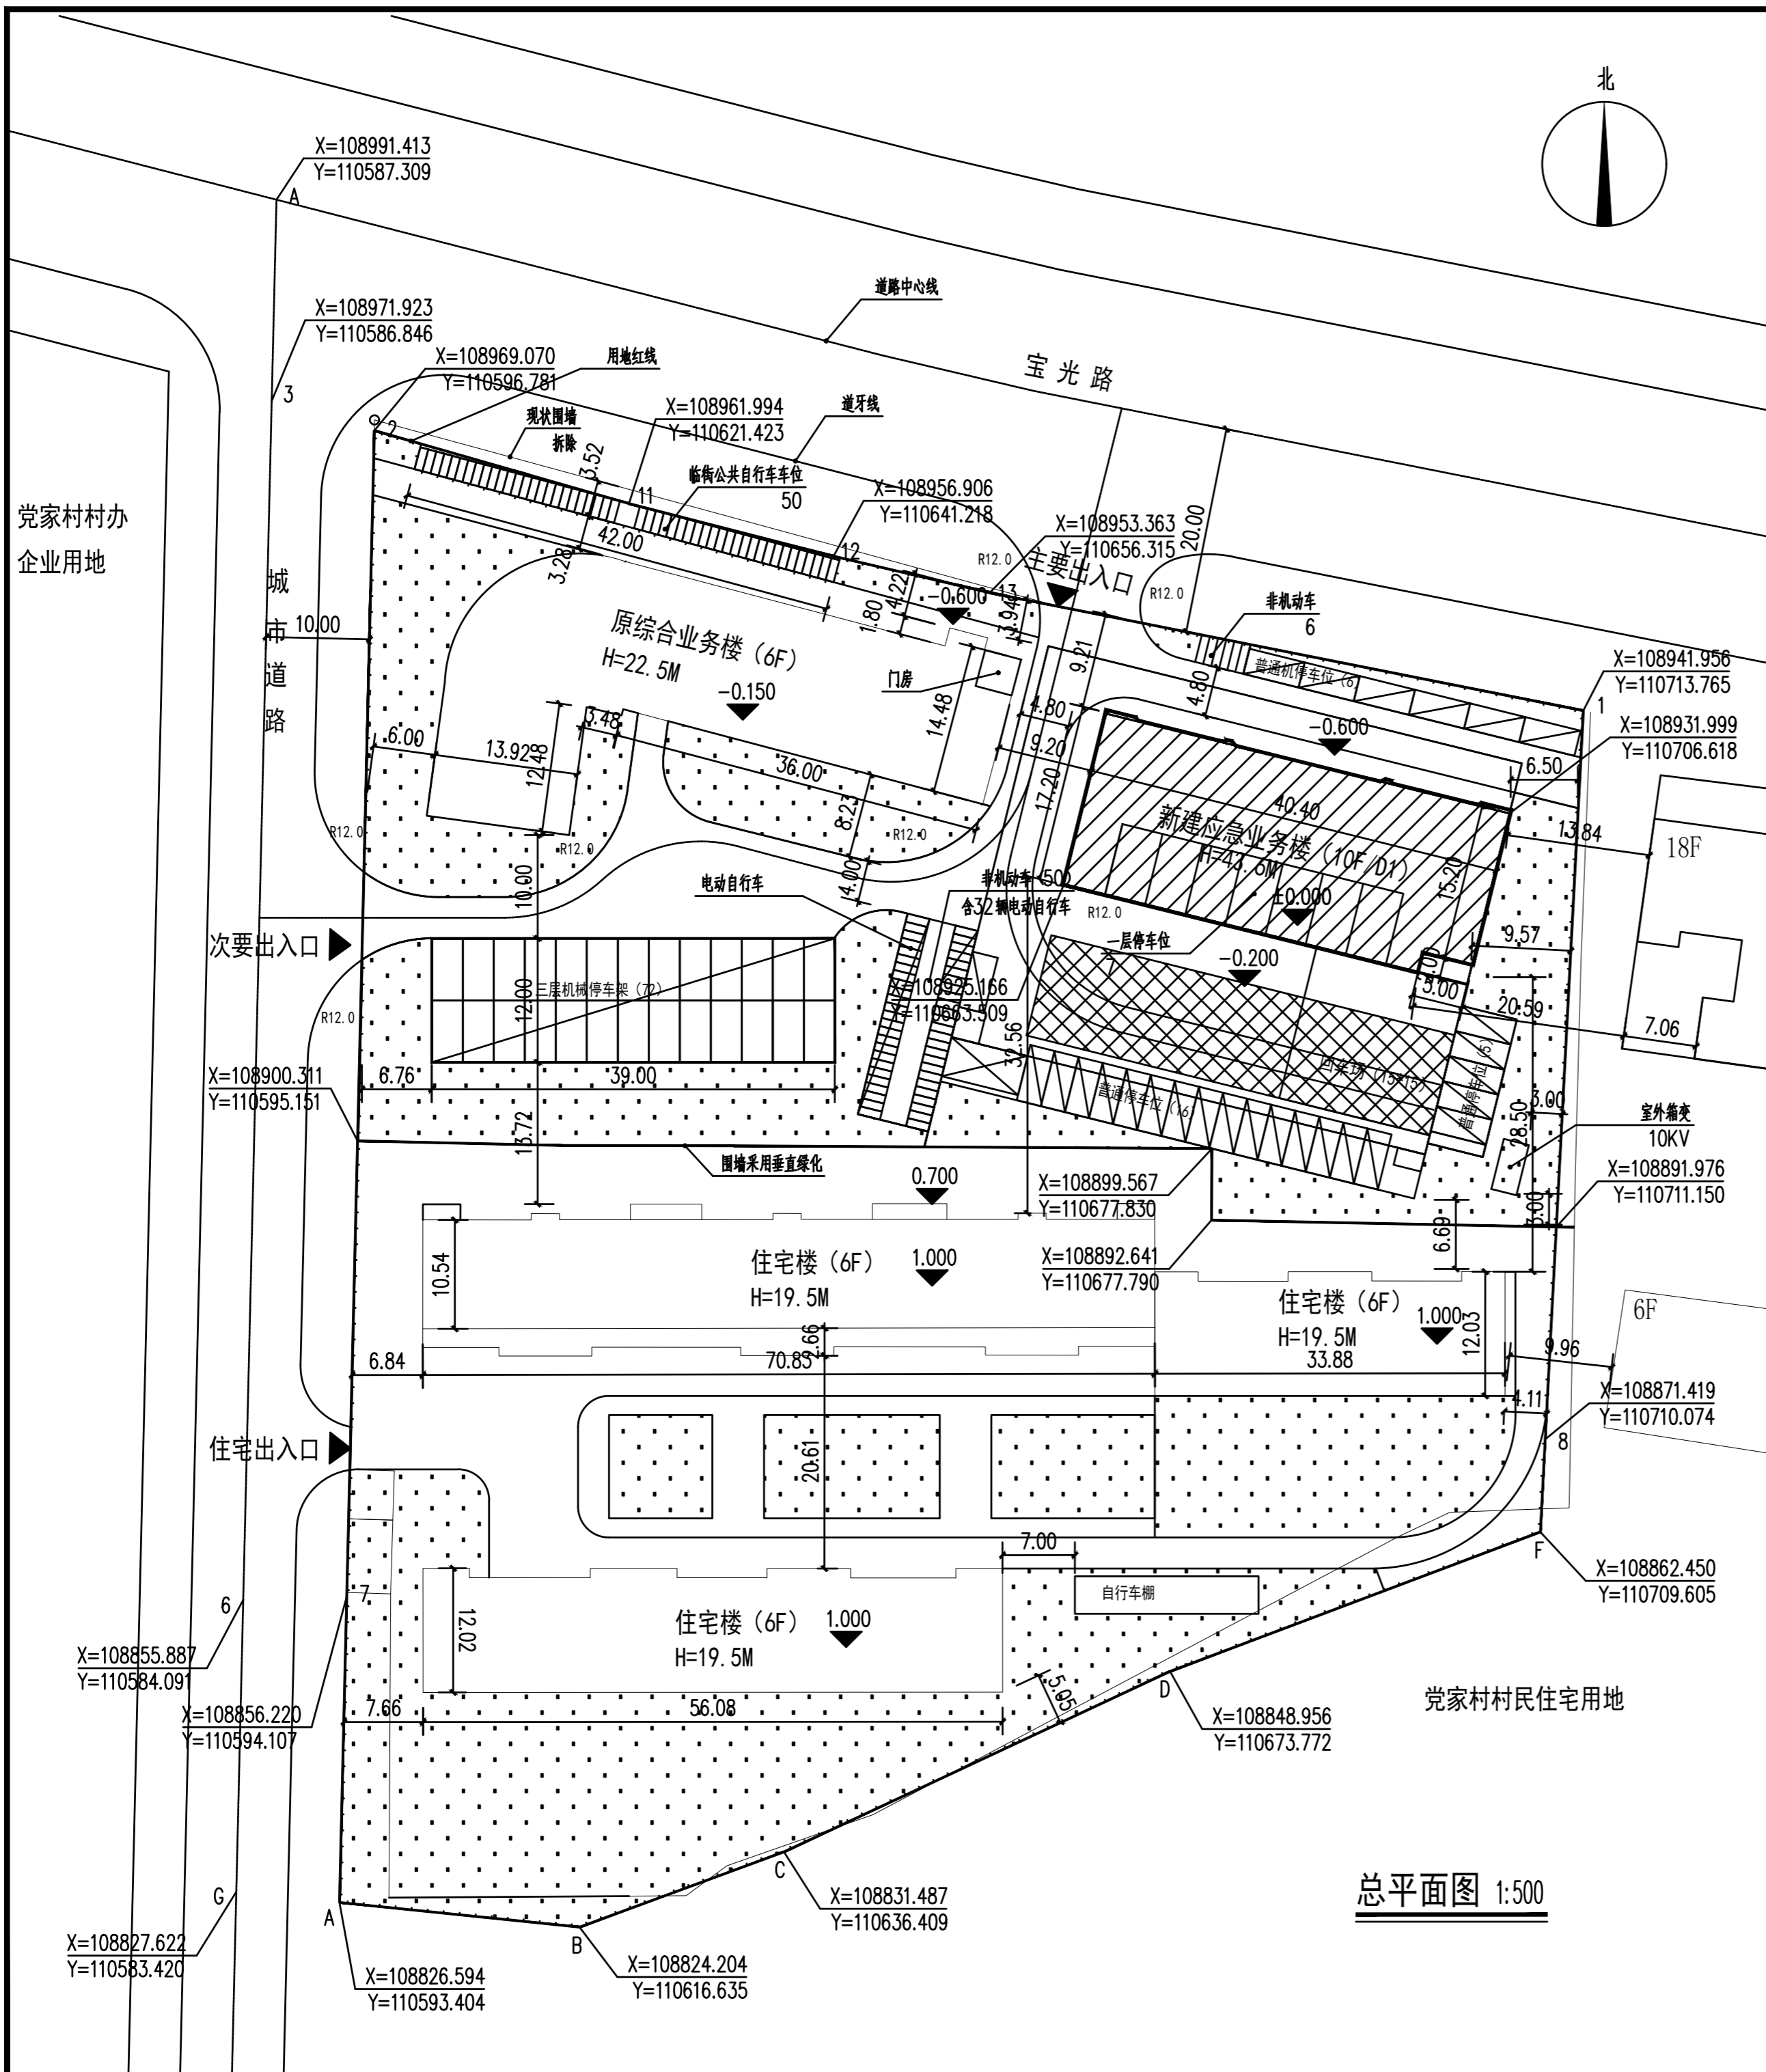 北
X=108991.413
Y=110587.309
A
道路中心线
X=108971.923
Y=110586.846
3
X=108969.070
Y=110596.781
2
用地红线
宝光路
现状围墙
拆除
X=108961.994
Y=110621.423
道牙线
3.52
11
临街公共自行车车位
50
X=108956.906
Y=110641.218
12
X=108953.363
Y=110656.315
13
20.00
党家村村办
企业用地
42.00
3.28
R12.0
主要出入口
R12.0
城市道路
10.00
4.22
1.80
-0.600
3.94
非机动车
6
原综合业务楼（6F）
H=22.5M
-0.150
门房
9.21
4.80
X=108941.956
Y=110713.765
1
14.48
4.80
-0.600
X=108931.999
Y=110706.618
6.00
13.92
3.48
12.48
36.00
9.20
17.20
6.50
40.40
新建应急业务楼（10F/D1）
13.84
18F
R12.0
R12.0
8.23
R12.0
15.20
±0.000
10.00
4.00
电动自行车
非机动车（50）
含32辆电动自行车
R12.0
次要出入口
一层停车位
9.57
-0.200
三层机械停车架（72）
12.00
X=108925.166
Y=110663.509
R12.0
32.56
5.00
20.59
7.06
X=108900.311
Y=110595.151
6.76
39.00
普通停车位（16）
普通停车位（5）
28.50
3.00
室外箱变
10KV
13.72
围墙采用垂直绿化
0.700
X=108899.567
Y=110677.830
X=108891.976
Y=110711.150
3.00
6.69
10.54
住宅楼（6F）
H=19.5M
1.000
X=108892.641
Y=110677.790
住宅楼（6F）
H=19.5M
1.000
12.03
6F
2.66
6.84
70.85
33.88
9.96
X=108871.419
Y=110710.074
4.11
8
住宅出入口
20.61
7.00
F
X=108862.450
Y=110709.605
自行车棚
6
7
12.02
住宅楼（6F）
H=19.5M
1.000
X=108855.887
Y=110584.091
X=108856.220
Y=110594.107
7.66
56.08
5.05
D
X=108848.956
Y=110673.772
党家村村民住宅用地
C
X=108831.487
Y=110636.409
总平面图 1:500
G
A
B
X=108827.622
Y=110583.420
X=108826.594
Y=110593.404
X=108824.204
Y=110616.635